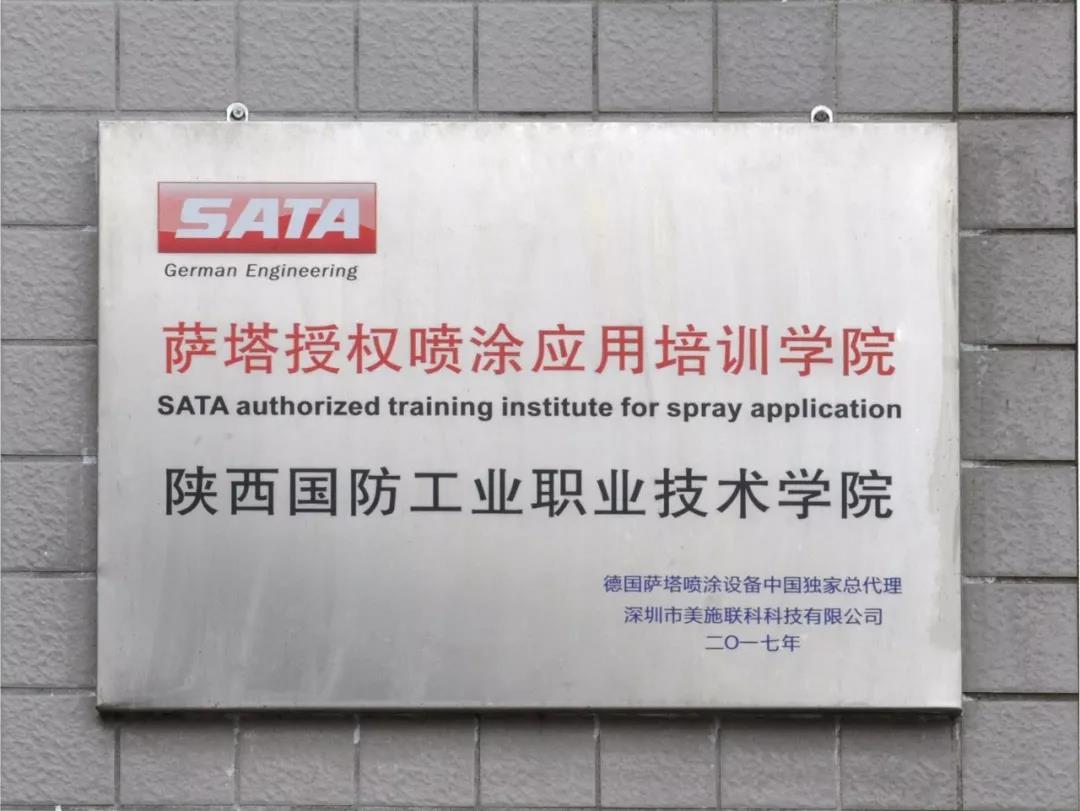 SATA
German Engineering
萨塔授权喷涂应用培训学院
SATA authorized training institute for spray application
陕西国防工业职业技术学院
德国萨塔喷涂设备中国独家总代理
深圳市美施联科科技有限公司
二〇一七年